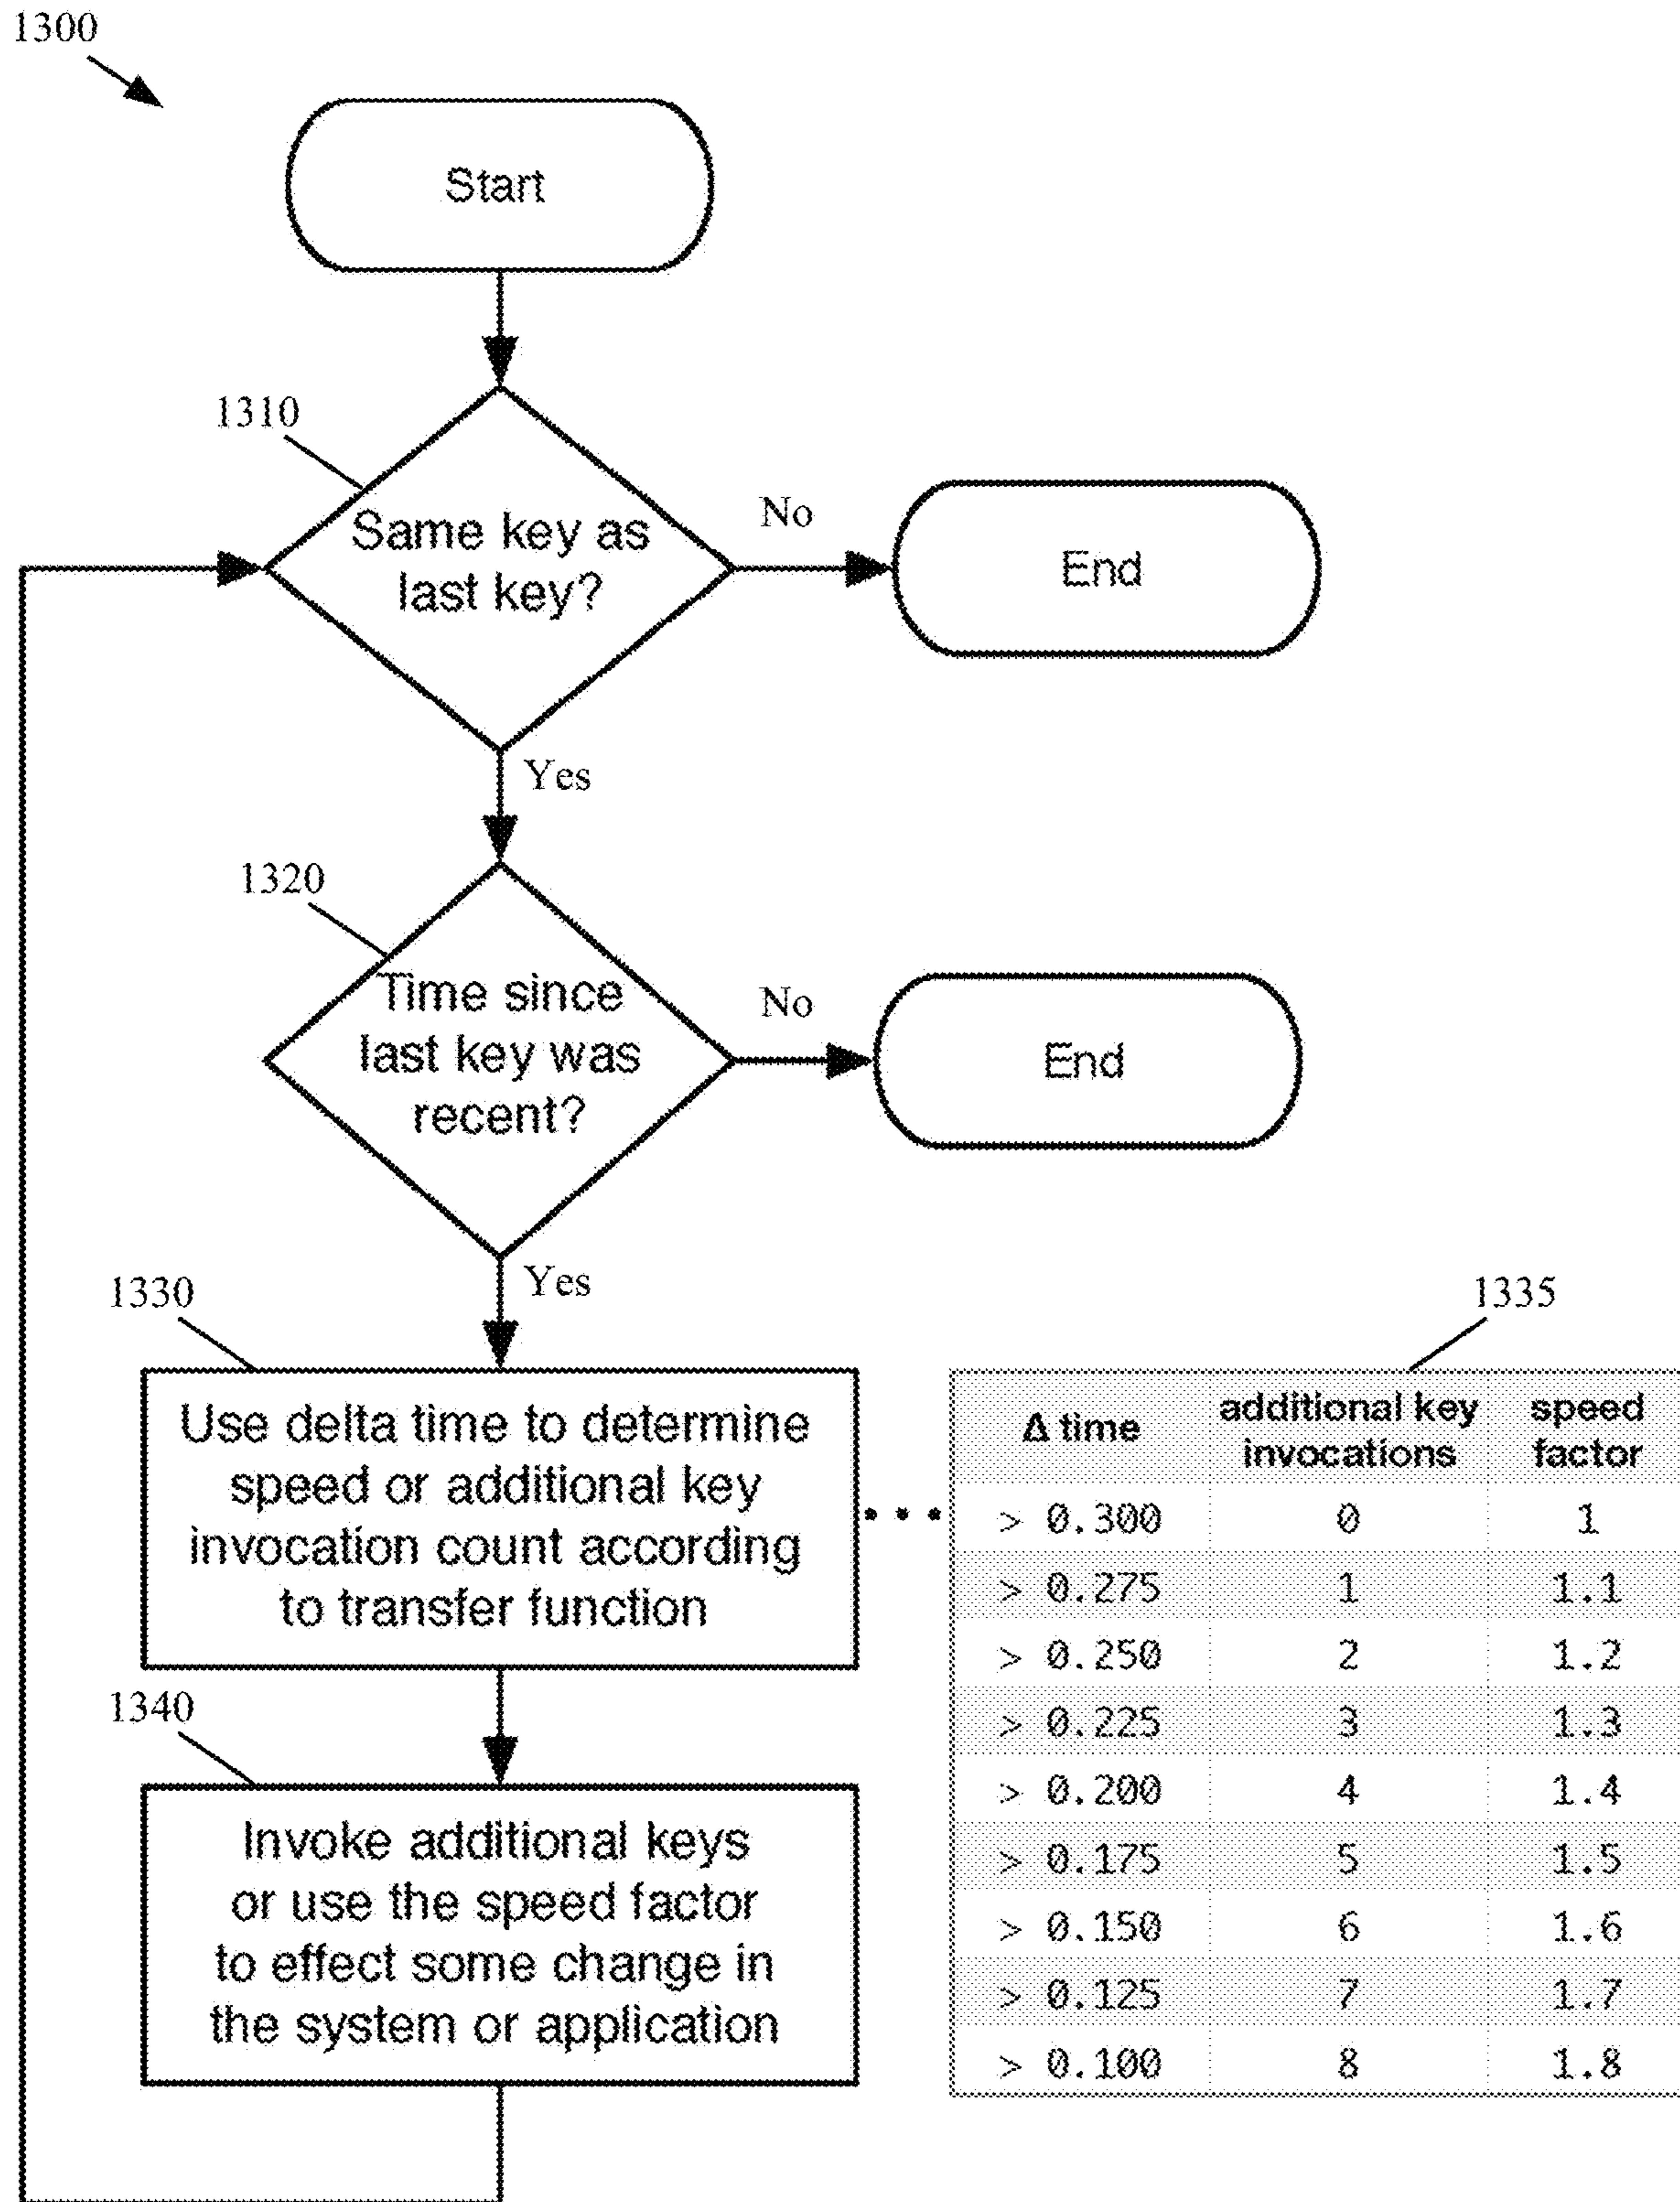 1300
Start
1310
Same key as
last key?
No
End
Yes
1320
Time since
last key was
recent?
No
End
Yes
1330
Use delta time to determine
speed or additional key
invocation count according
to transfer function
1335
Δ time additional key invocations speed factor
> 0.300 0 1
> 0.275 1 1.1
> 0.250 2 1.2
> 0.225 3 1.3
> 0.200 4 1.4
> 0.175 5 1.5
> 0.150 6 1.6
> 0.125 7 1.7
> 0.100 8 1.8
1340
Invoke additional keys
or use the speed factor
to effect some change in
the system or application